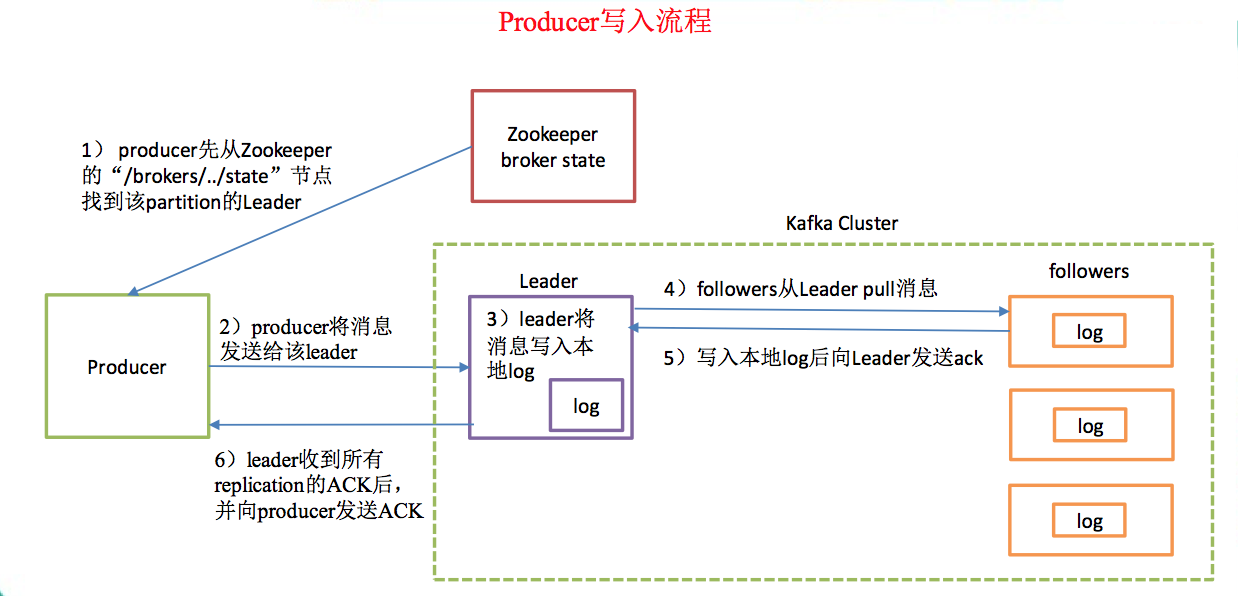 Producer写入流程
Zookeeper
broker state
1） producer先从Zookeeper
的“/brokers/../state”节点
找到该partition的Leader
Kafka Cluster
Leader
followers
4）followers从Leader pull消息
3）leader将
消息写入本
地log
log
2）producer将消息
发送给该leader
Producer
log
5）写入本地log后向Leader发送ack
log
6）leader收到所有
replication的ACK后，
并向producer发送ACK
log